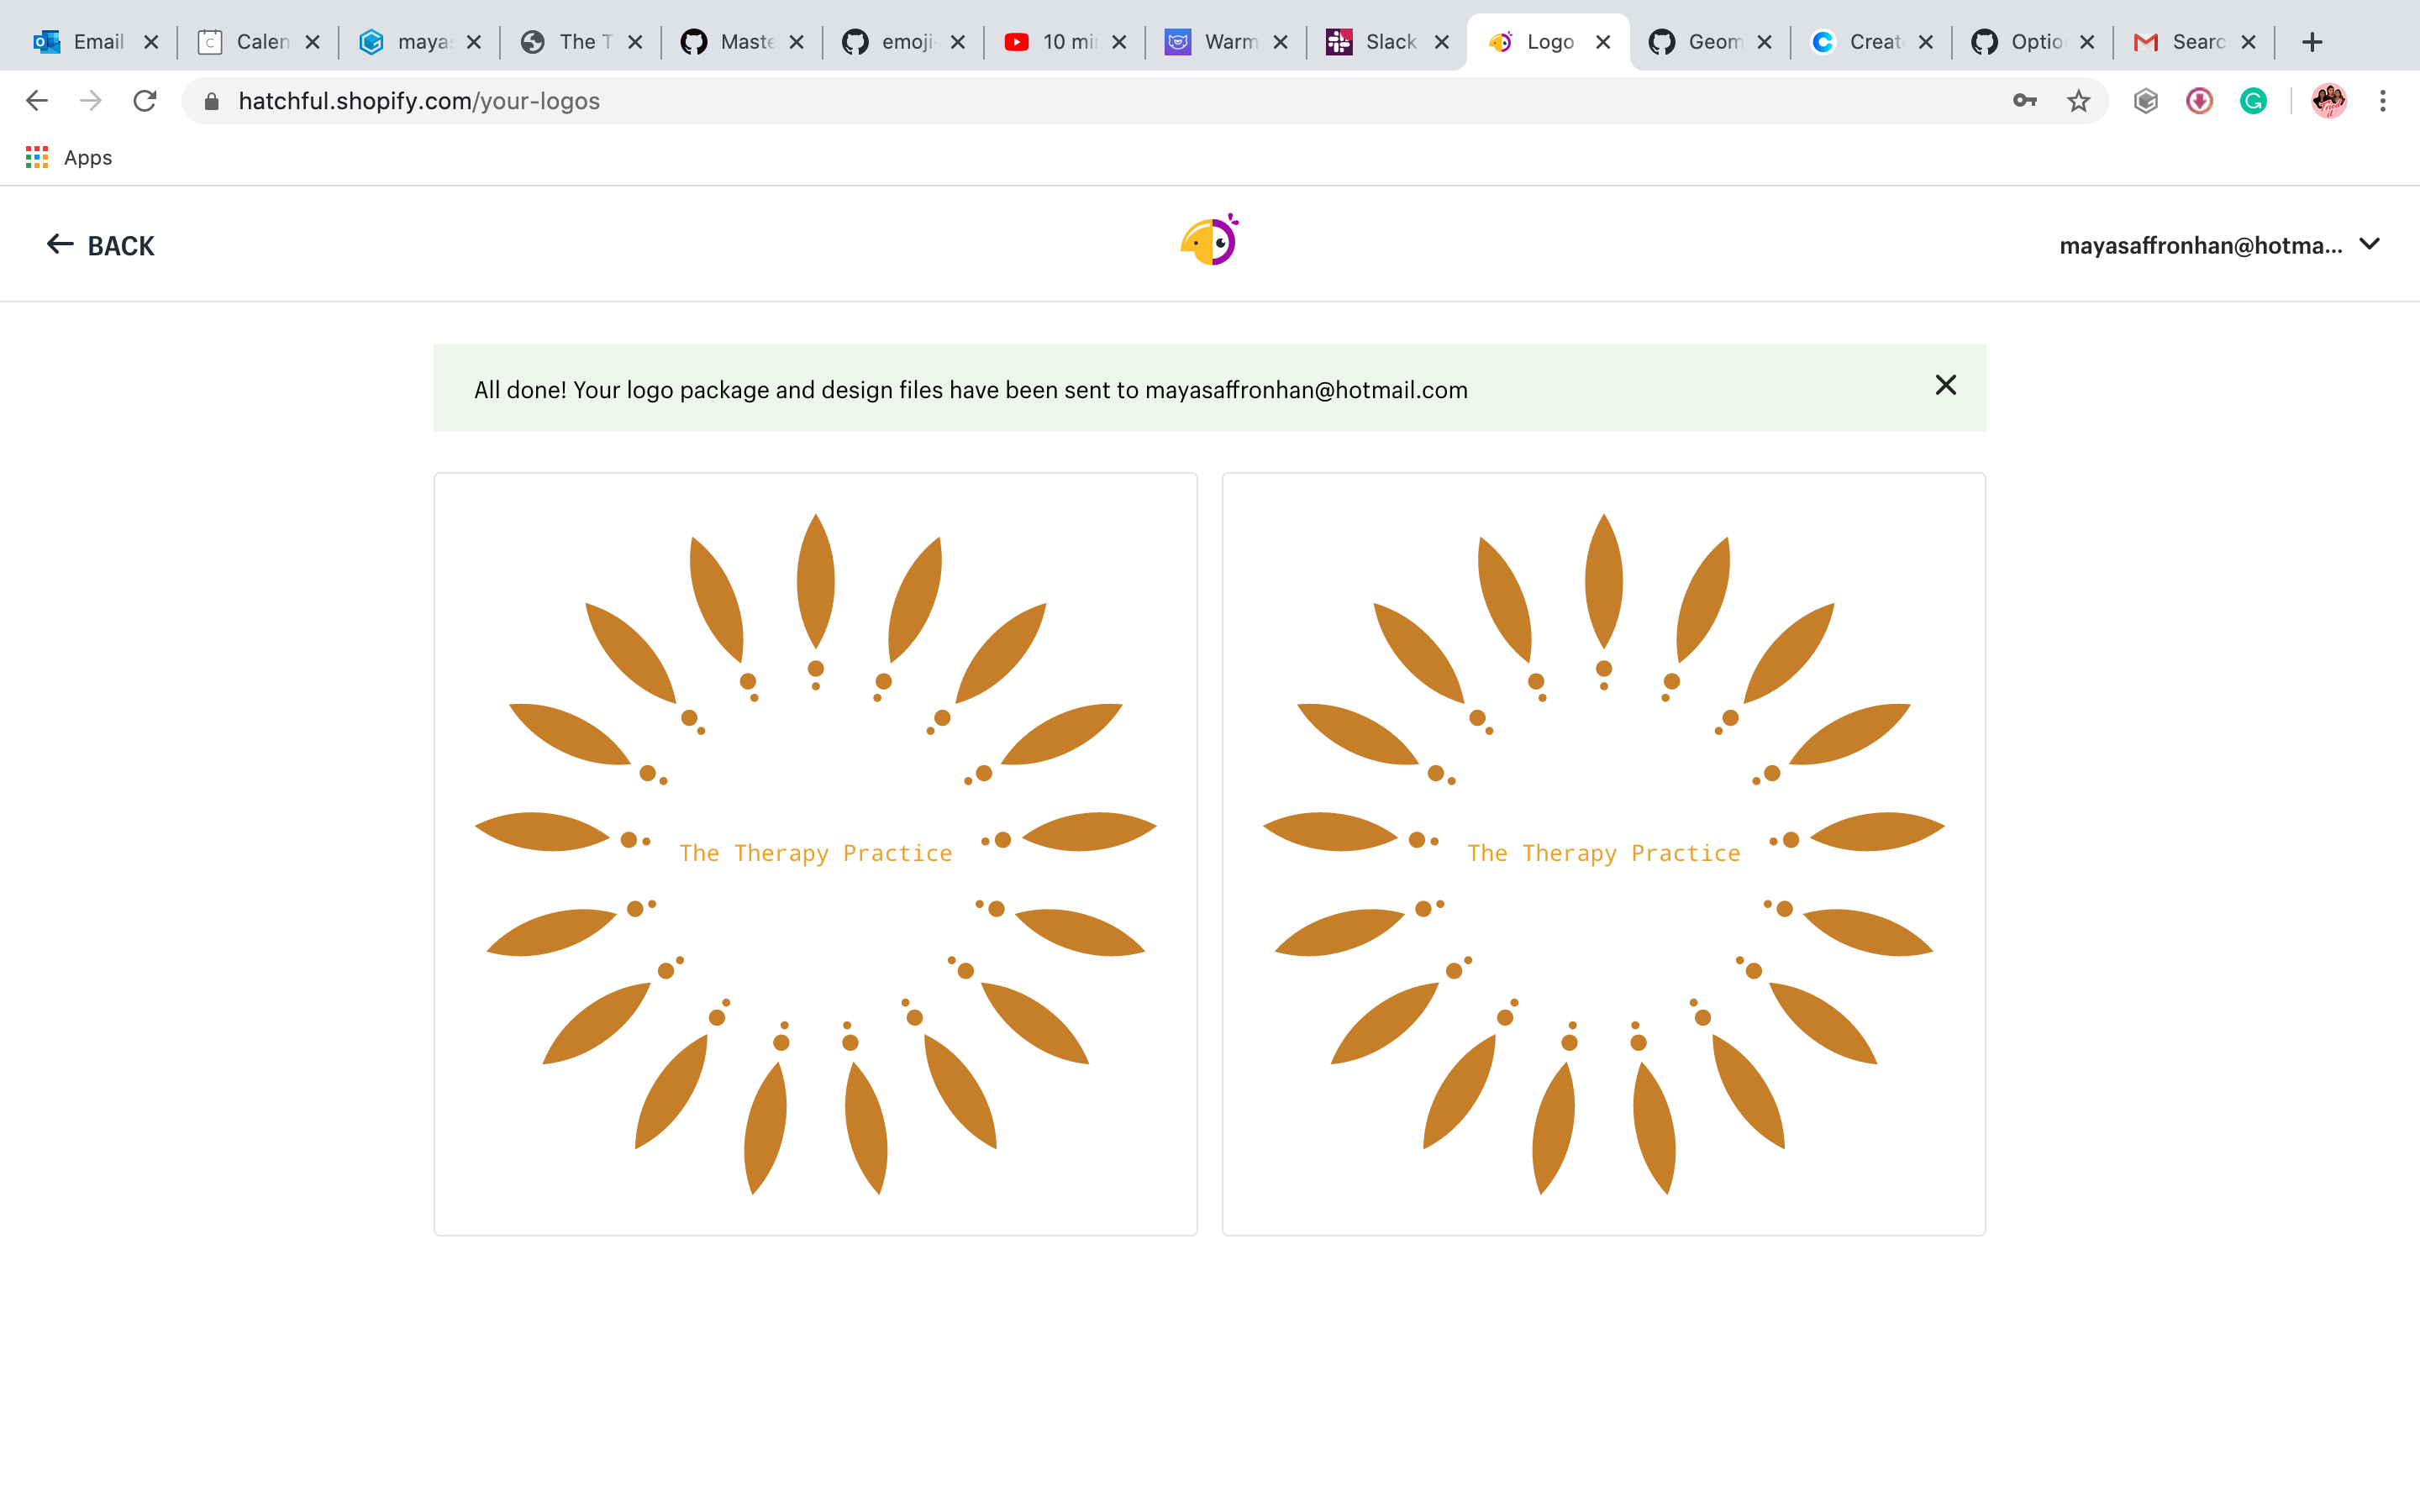 Email
Calen
mayas
The T
Maste
emoji
10 mi
Warm
Slack
Logo
Geom
Creat
Optio
Searc
hatchful.shopify.com/your-logos
Apps
BACK
mayasaffronhan@hotma...
All done! Your logo package and design files have been sent to mayasaffronhan@hotmail.com
The Therapy Practice
The Therapy Practice